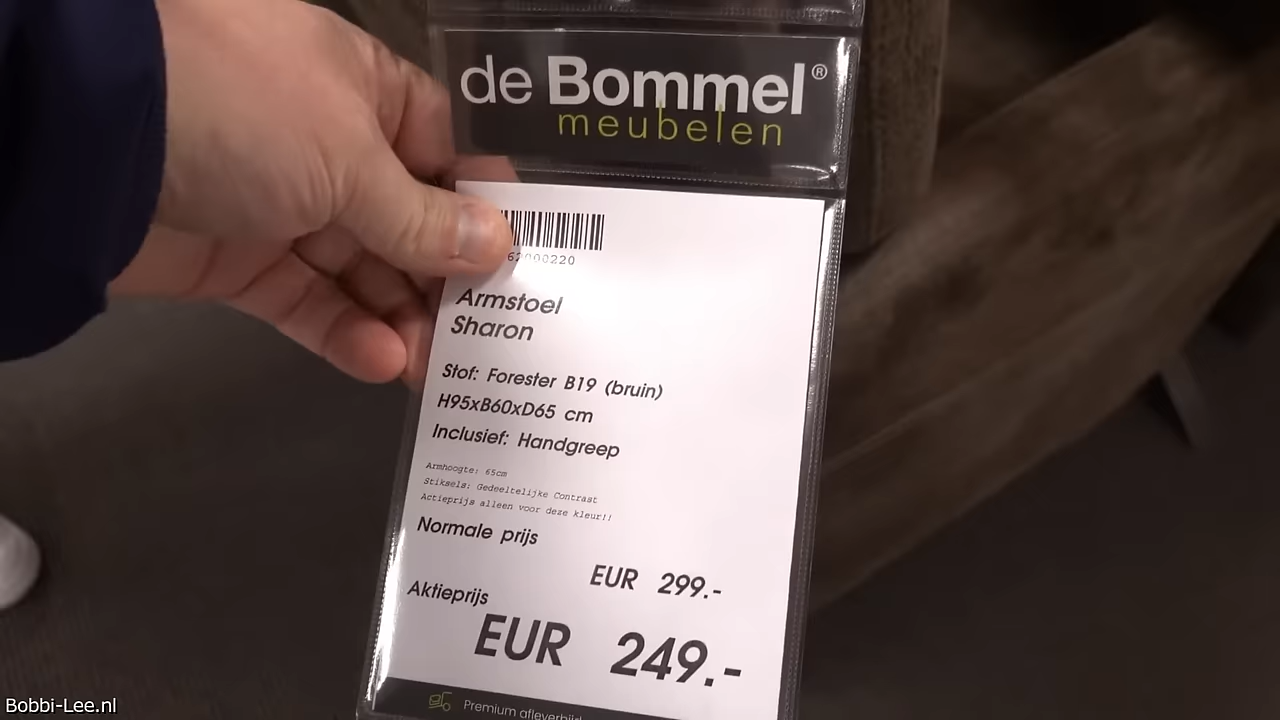 de Bommel®
meubelen
62000220
Armstoel
Sharon
Stof: Forester B19 (bruin)
H95xB60xD65 cm
Inclusief: Handgreep
Armhoogte: 65cm
Stiksels: Gedeeltelijke Contrast
Actieprijs alleen voor deze kleur!!
Normale prijs
EUR 299.-
Aktieprijs
EUR 249.-
Premium
Bobbi-Lee.nl